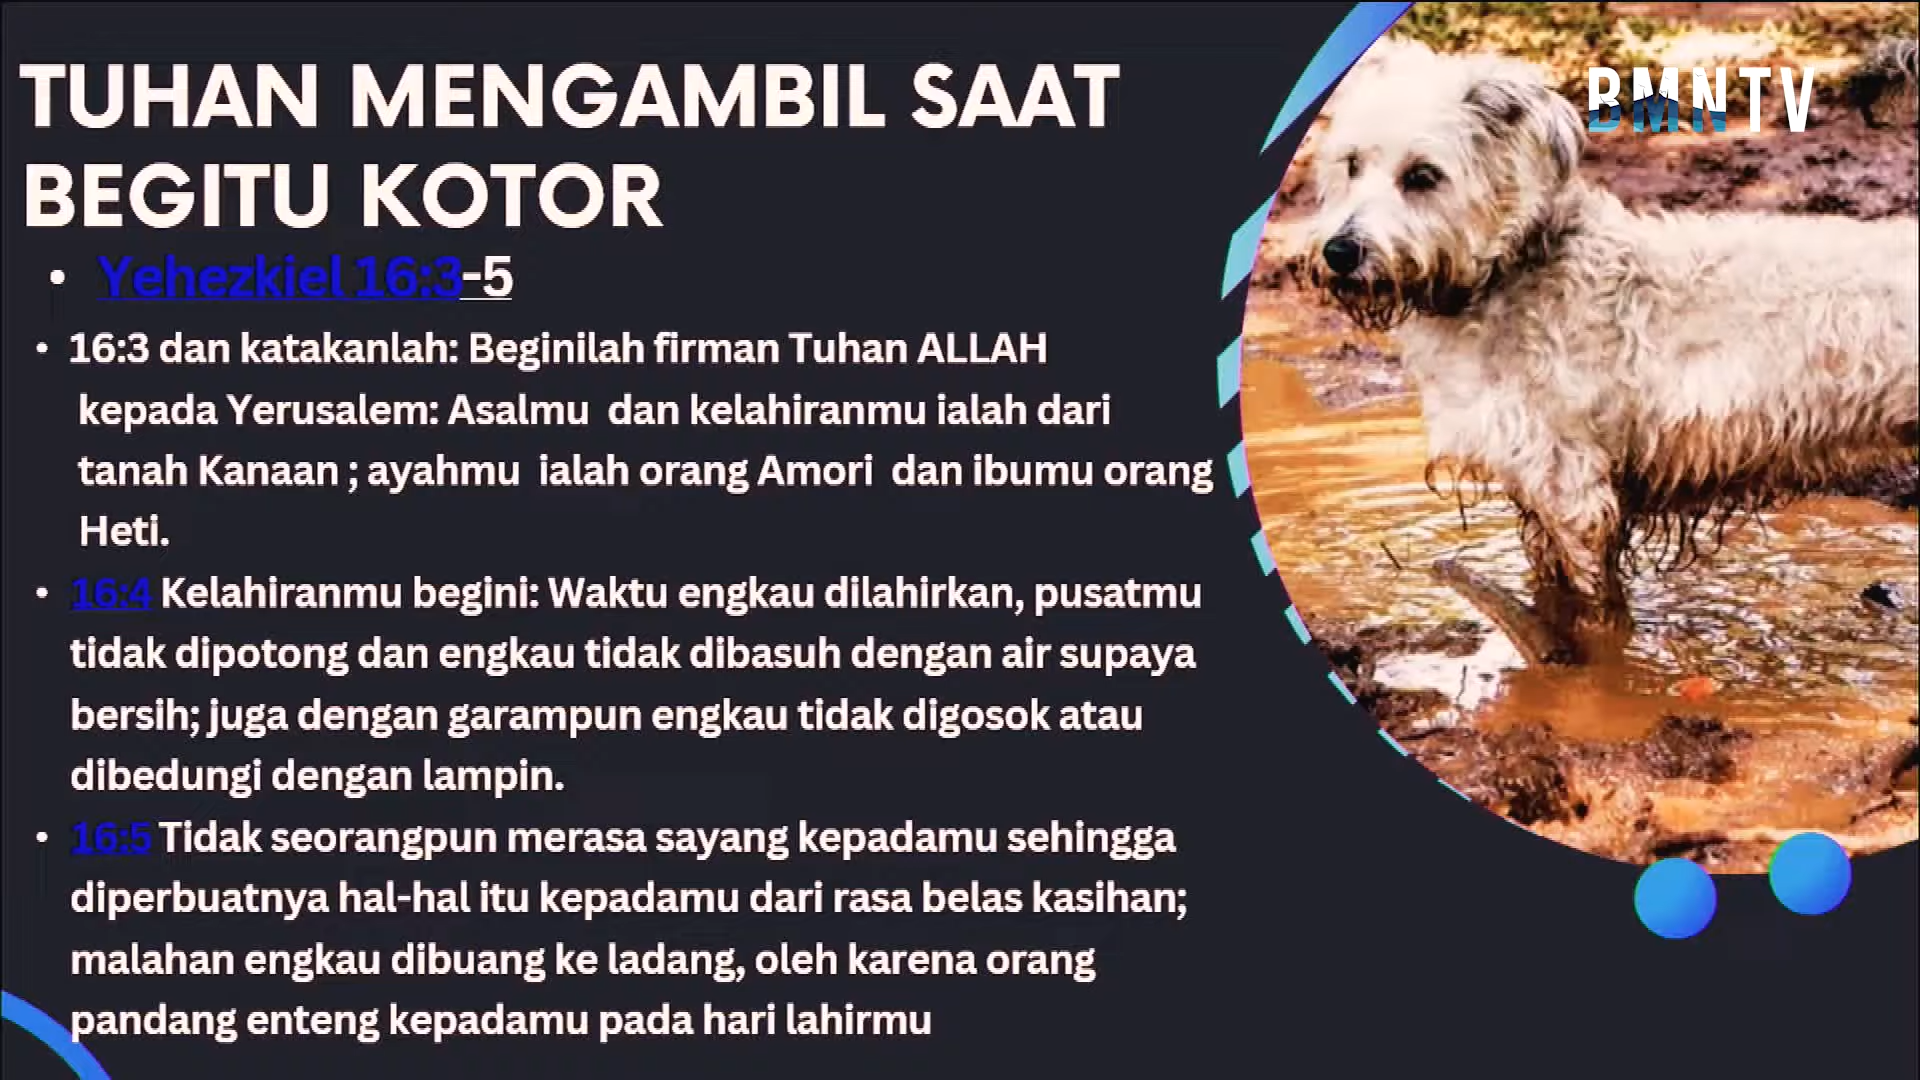 TUHAN MENGAMBIL SAAT
BEGITU KOTOR
• Yehezkiel 16:3-5
• 16:3 dan katakanlah: Beginilah firman Tuhan ALLAH
kepada Yerusalem: Asalmu dan kelahiranmu ialah dari
tanah Kanaan ; ayahmu ialah orang Amori dan ibumu orang
Heti.
• 16:4 Kelahiranmu begini: Waktu engkau dilahirkan, pusatmu
tidak dipotong dan engkau tidak dibasuh dengan air supaya
bersih; juga dengan garampun engkau tidak digosok atau
dibedungi dengan lampin.
• 16:5 Tidak seorangpun merasa sayang kepadamu sehingga
diperbuatnya hal-hal itu kepadamu dari rasa belas kasihan;
malahan engkau dibuang ke ladang, oleh karena orang
pandang enteng kepadamu pada hari lahirmu
BMNTV